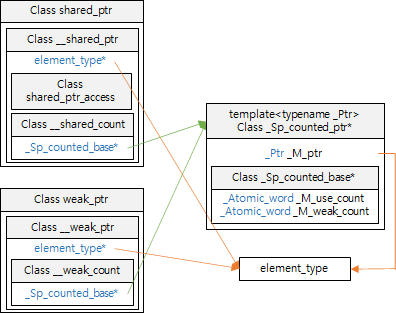 Class shared_ptr
Class __shared_ptr
element_type*
Class
shared_ptr_access
Class __shared_count
_Sp_counted_base*
template<typename _Ptr>
Class _Sp_counted_ptr*
_Ptr _M_ptr
Class _Sp_counted_base*
_Atomic_word _M_use_count
_Atomic_word _M_weak_count
Class weak_ptr
Class __weak_ptr
element_type*
Class __weak_count
_Sp_counted_base*
element_type